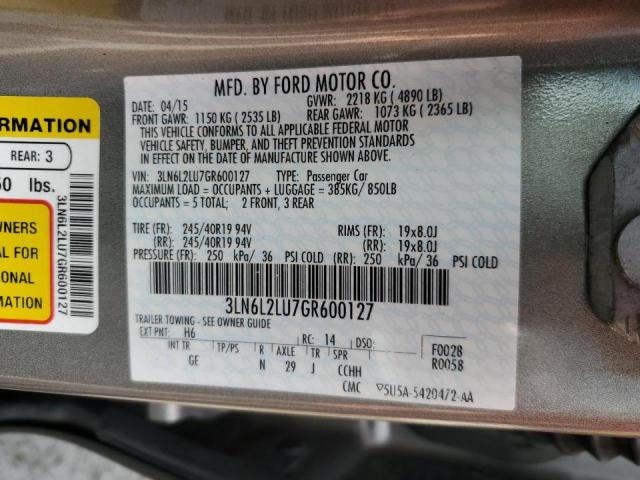 MFD. BY FORD MOTOR CO.
DATE: 04/15 GVWR: 2218 KG ( 4890 LB)
FRONT GAWR: 1150 KG ( 2535 LB) REAR GAWR: 1073 KG ( 2365 LB)
THIS VEHICLE CONFORMS TO ALL APPLICABLE FEDERAL MOTOR
VEHICLE SAFETY, BUMPER, AND THEFT PREVENTION STANDARDS
IN EFFECT ON THE DATE OF MANUFACTURE SHOWN ABOVE.
VIN: 3LN6L2LU7GR600127 TYPE: Passenger Car
MAXIMUM LOAD = OCCUPANTS + LUGGAGE = 385KG/ 850LB
OCCUPANTS = 5 TOTAL; 2 FRONT, 3 REAR
TIRE (FR): 245/40R19 94V RIMS (FR): 19x8.0J
(RR): 245/40R19 94V (RR): 19x8.0J
PRESSURE (FR): 250 kPa/ 36 PSI COLD (RR): 250 kPa/ 36 PSI COLD
3LN6L2LU7GR600127
TRAILER TOWING - SEE OWNER GUIDE
EXT PNT: H6 RC: 14 DSO:
INT TR TP/PS R AXLE TR SPR F0028
GE N 29 J CCHH R0058
CMC 5U5A-5420472-AA
ORMATION
REAR: 3
50 lbs.
WNERS
AL FOR
IONAL
MATION
3LN6L2LU7GR600127